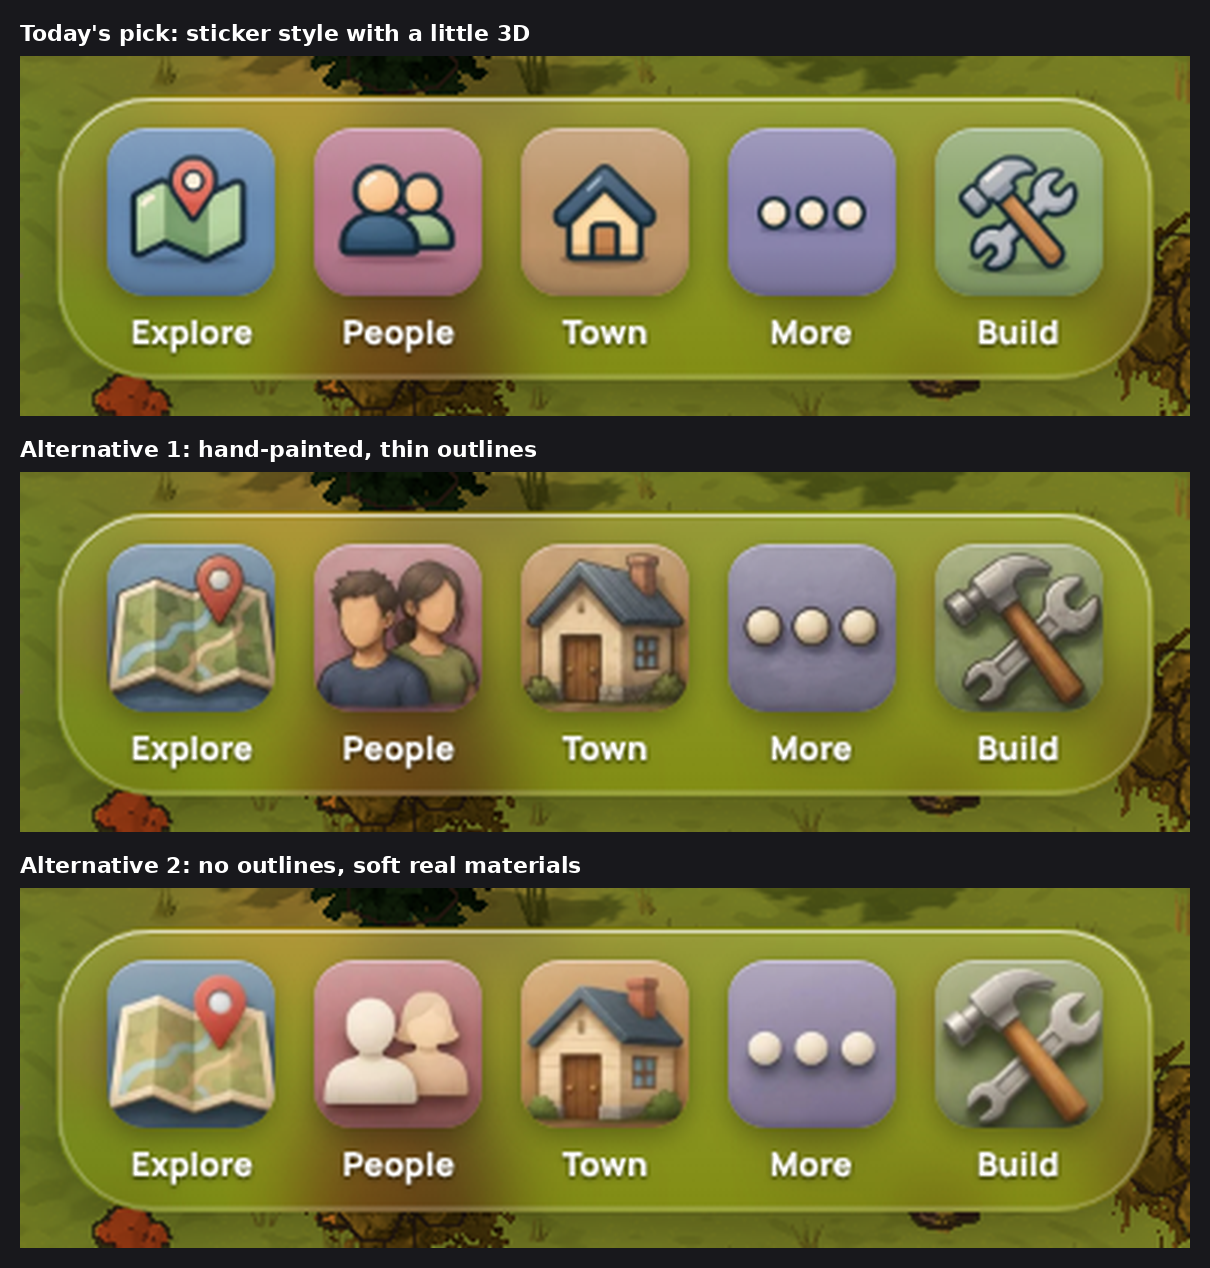 Today's pick: sticker style with a little 3D
Explore People Town More Build
Alternative 1: hand-painted, thin outlines
Explore People Town More Build
Alternative 2: no outlines, soft real materials
Explore People Town More Build